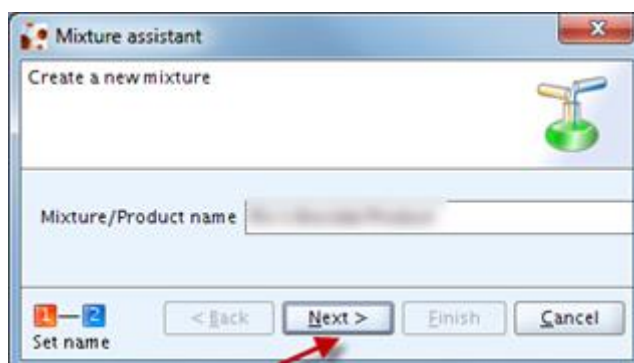 Mixture assistant
Create a new mixture
Mixture/Product name
1 2
Set name
< Back Next > Finish Cancel